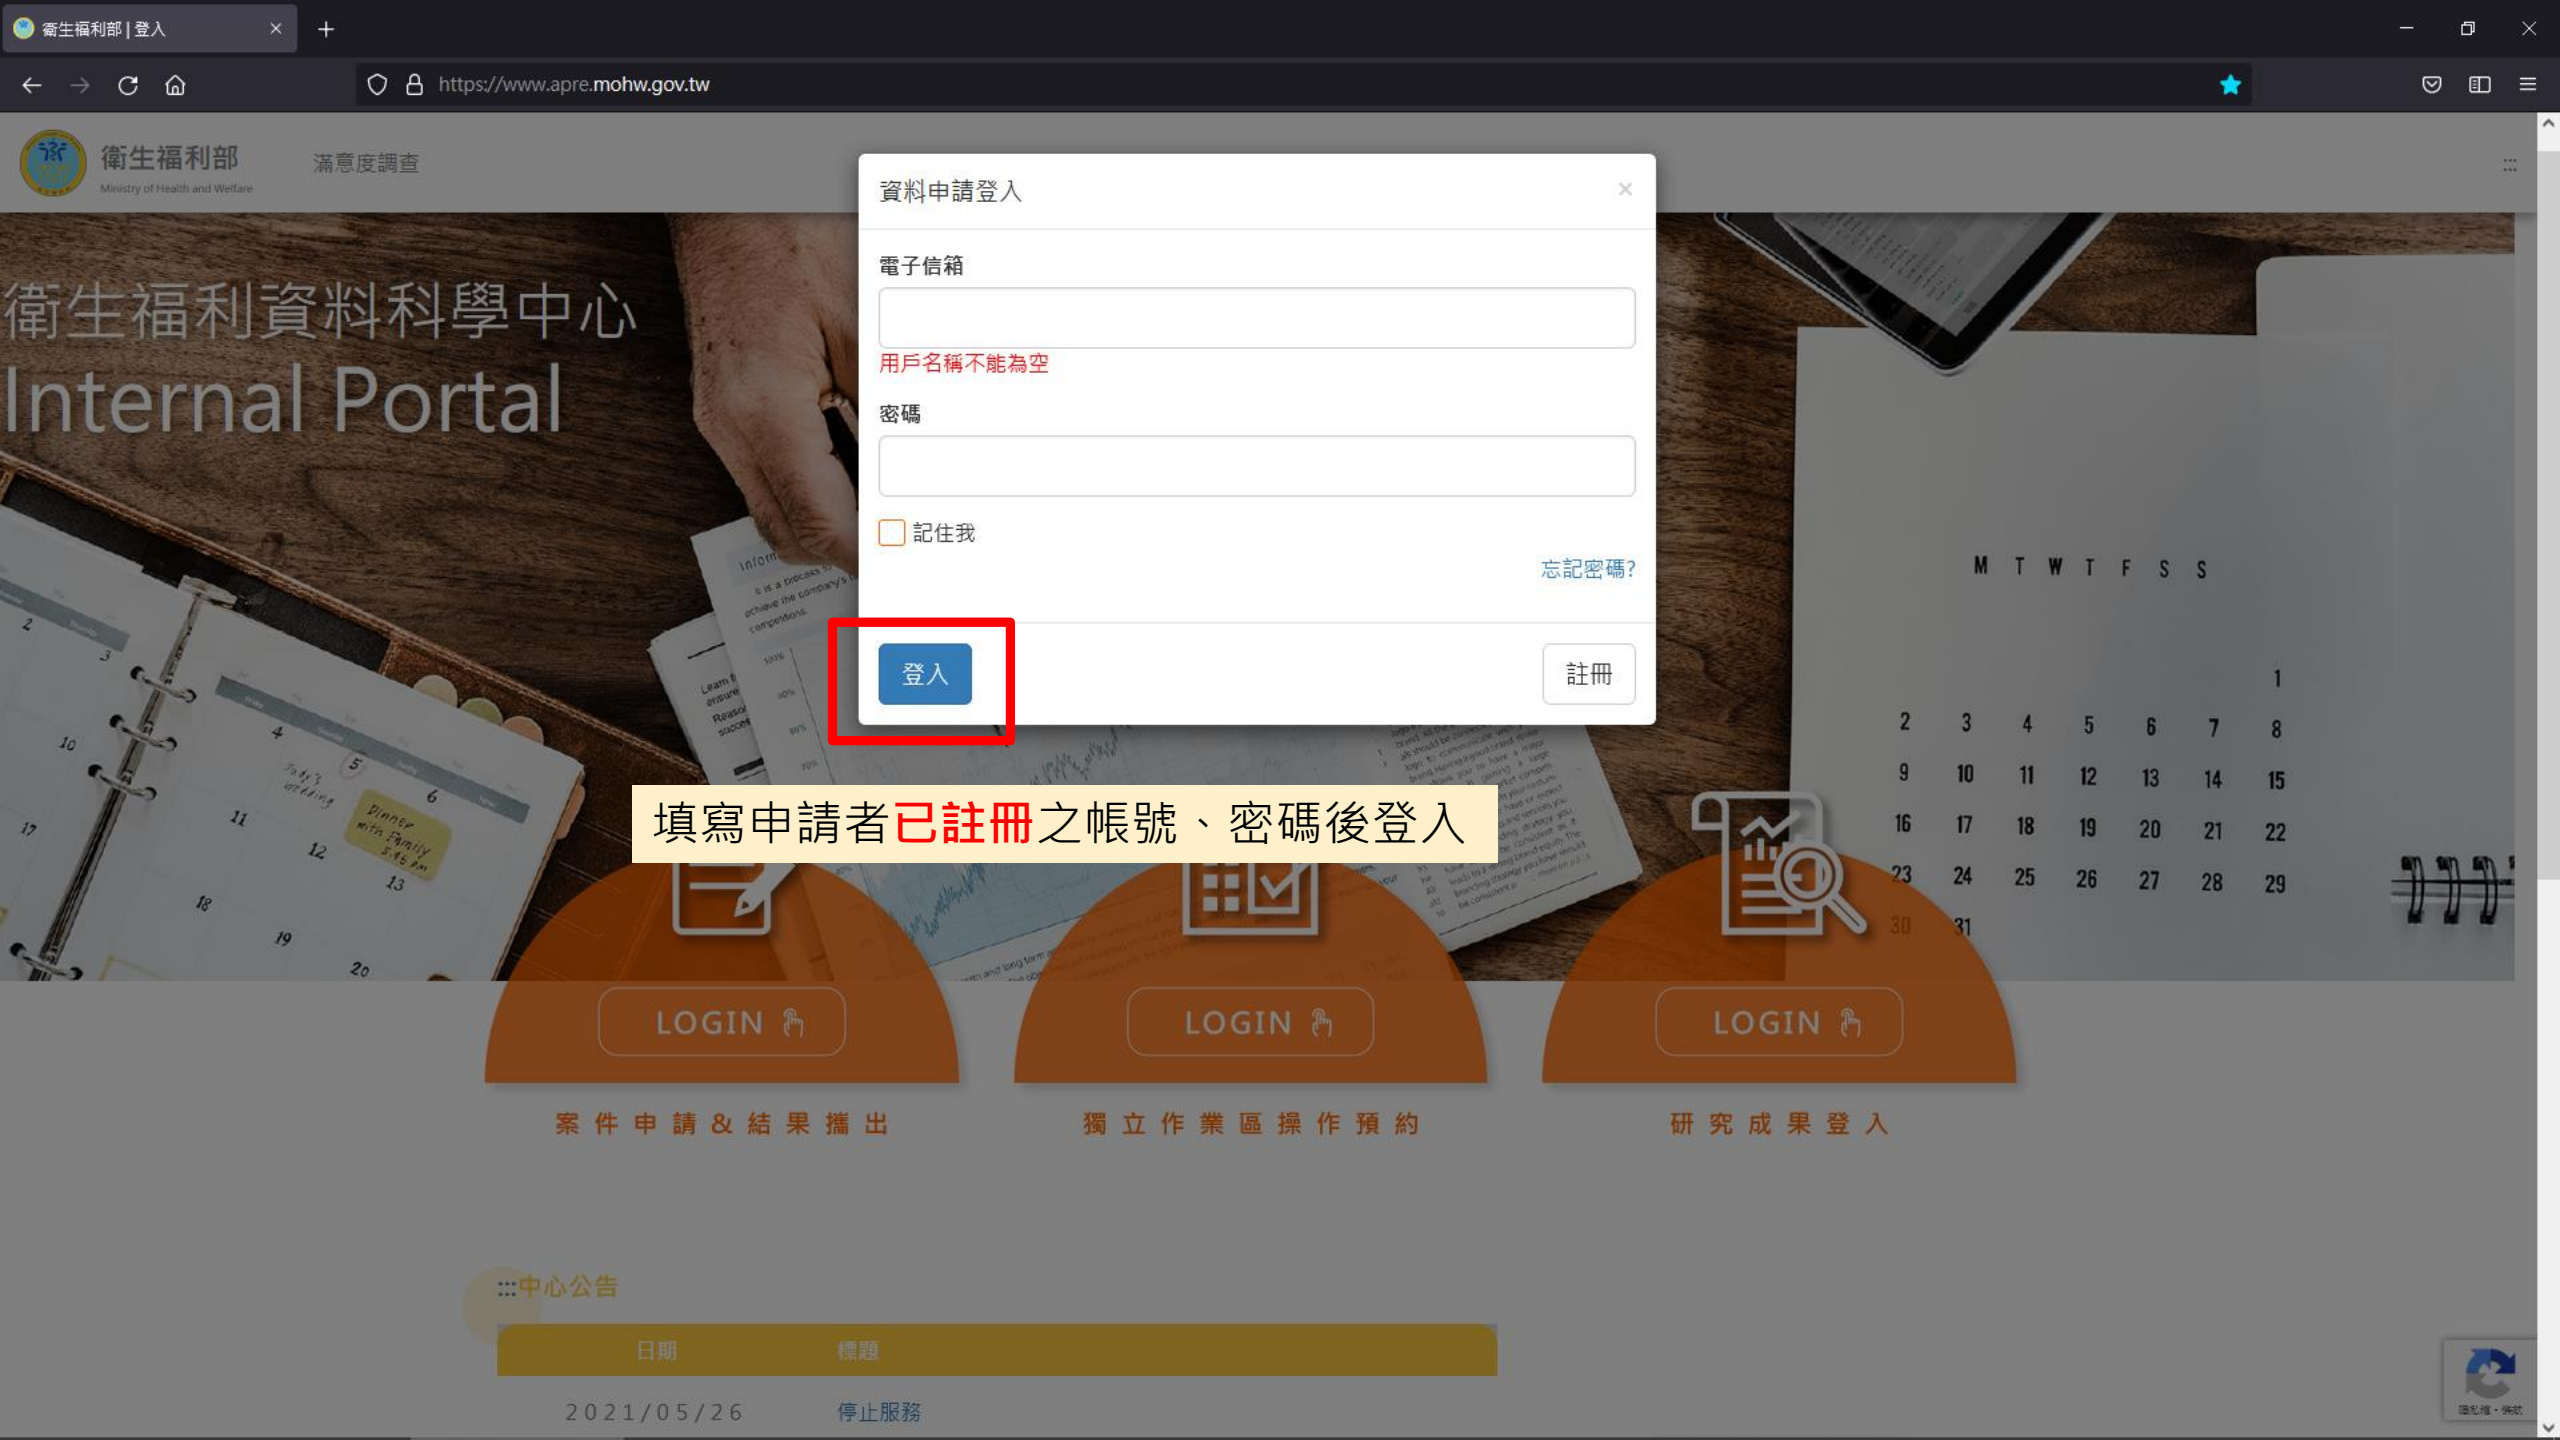 衛生福利部 | 登入
https://www.apre.mohw.gov.tw
衛生福利部
Ministry of Health and Welfare
滿意度調查
:::
衛生福利資料科學中心
Internal Portal
資料申請登入
電子信箱
用戶名稱不能為空
密碼
記住我
忘記密碼?
登入
註冊
填寫申請者已註冊之帳號、密碼後登入
M T W T F S S
1
2 3 4 5 6 7 8
9 10 11 12 13 14 15
16 17 18 19 20 21 22
23 24 25 26 27 28 29
30 31
LOGIN
LOGIN
LOGIN
案件申請&結果攜出
獨立作業區操作預約
研究成果登入
:::中心公告
日期 標題
2021/05/26 停止服務